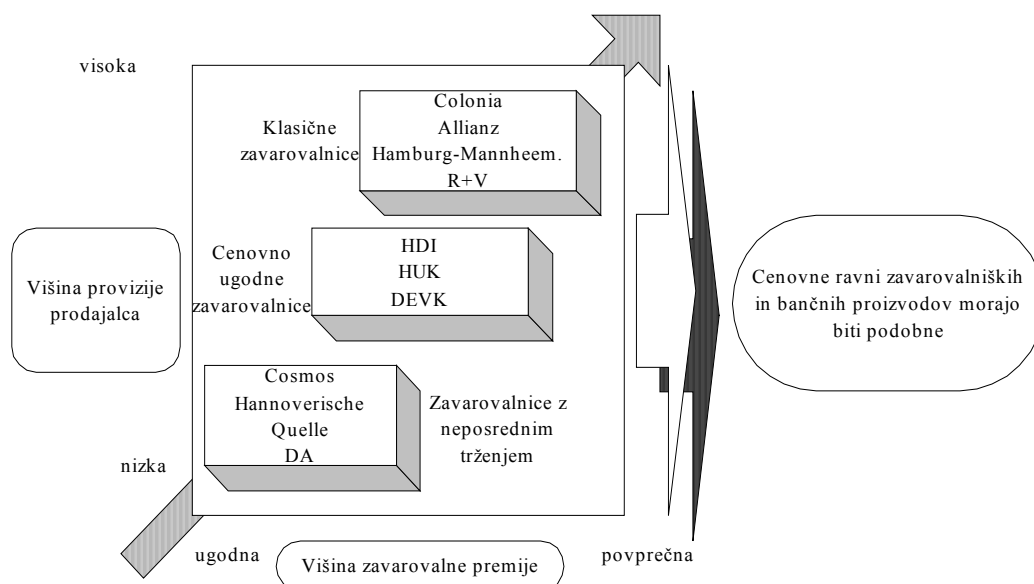 visoka
Colonia
Allianz
Hamburg-Mannheem.
R+V
Klasične
zavarovalnice
HDI
HUK
DEVK
Cenovno
ugodne
zavarovalnice
Višina provizije
prodajalca
Cenovne ravni zavarovalniških
in bančnih proizvodov morajo
biti podobne
Cosmos
Hannoverische
Quelle
DA
Zavarovalnice z
neposrednim
trženjem
nizka
ugodna
Višina zavarovalne premije
povprečna